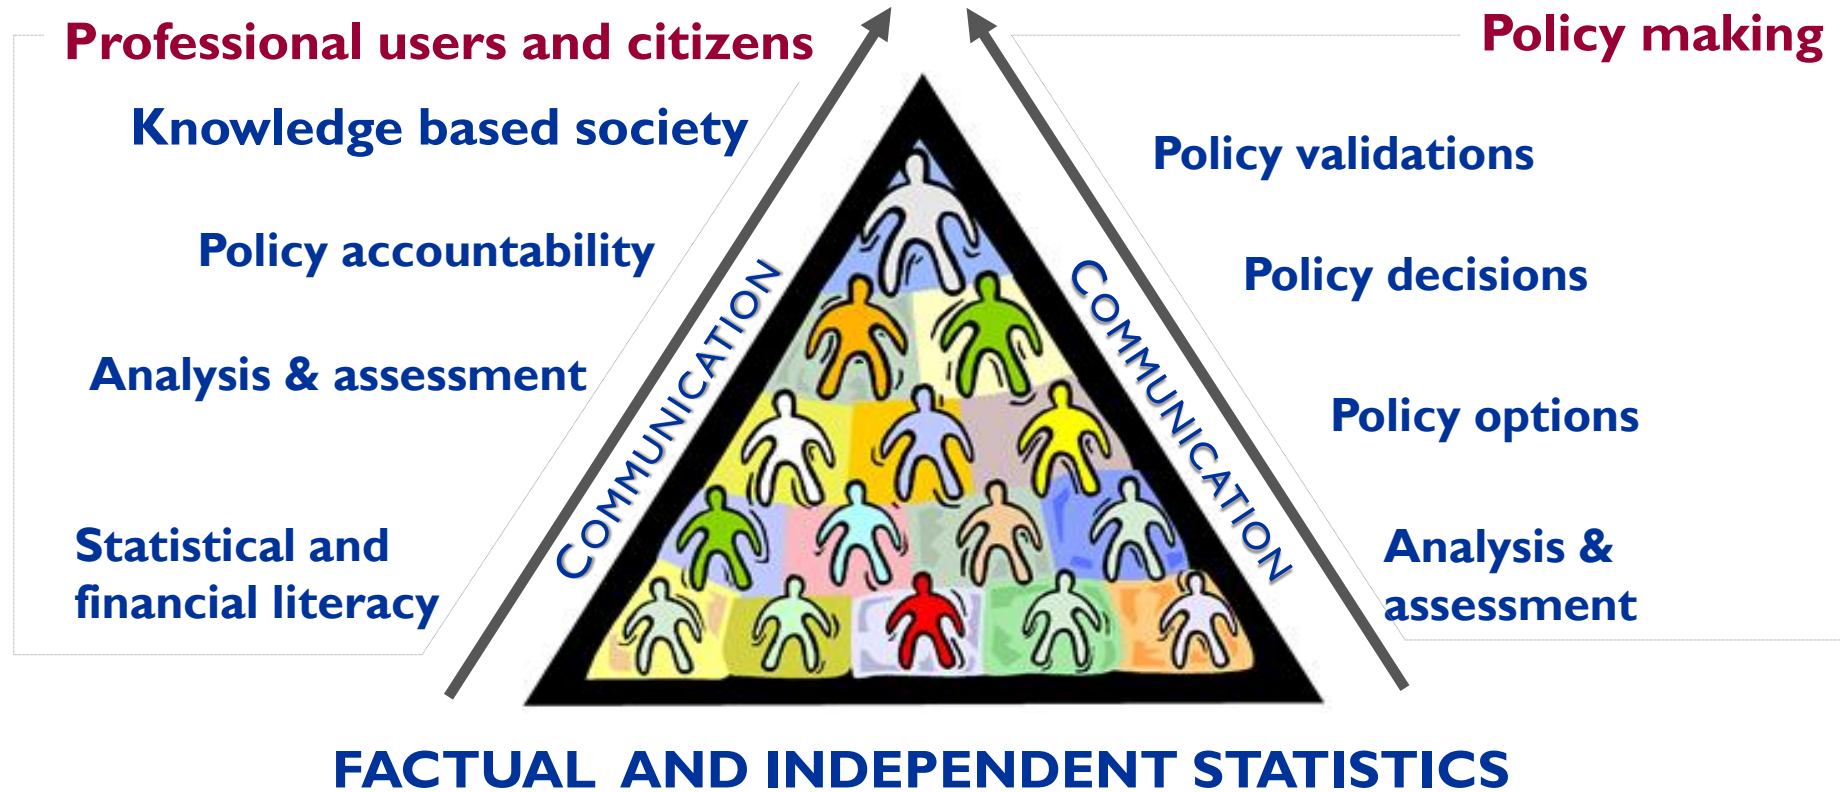 Professional users and citizens
Knowledge based society
Policy accountability
Analysis & assessment
Statistical and
financial literacy
COMMUNICATION
COMMUNICATION
Policy making
Policy validations
Policy decisions
Policy options
Analysis &
assessment
FACTUAL AND INDEPENDENT STATISTICS